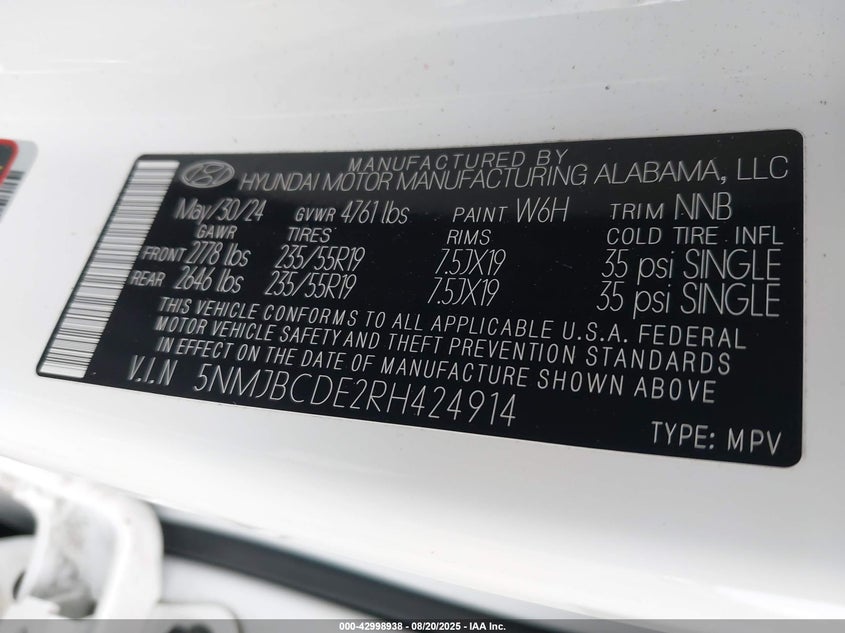 MANUFACTURED BY
HYUNDAI MOTOR MANUFACTURING ALABAMA, LLC
May/30/24 GVWR 4761 lbs PAINT W6H TRIM NNB
GAWR TIRES RIMS COLD TIRE INFL
FRONT 2778 lbs 235/55R19 7.5JX19 35 psi SINGLE
REAR 2646 lbs 235/55R19 7.5JX19 35 psi SINGLE
THIS VEHICLE CONFORMS TO ALL APPLICABLE U.S.A. FEDERAL
MOTOR VEHICLE SAFETY AND THEFT PREVENTION STANDARDS
IN EFFECT ON THE DATE OF MANUFACTURE SHOWN ABOVE
V.I.N 5NMJBCDE2RH424914
TYPE: MPV
000-42998938 - 08/20/2025 - IAA Inc.